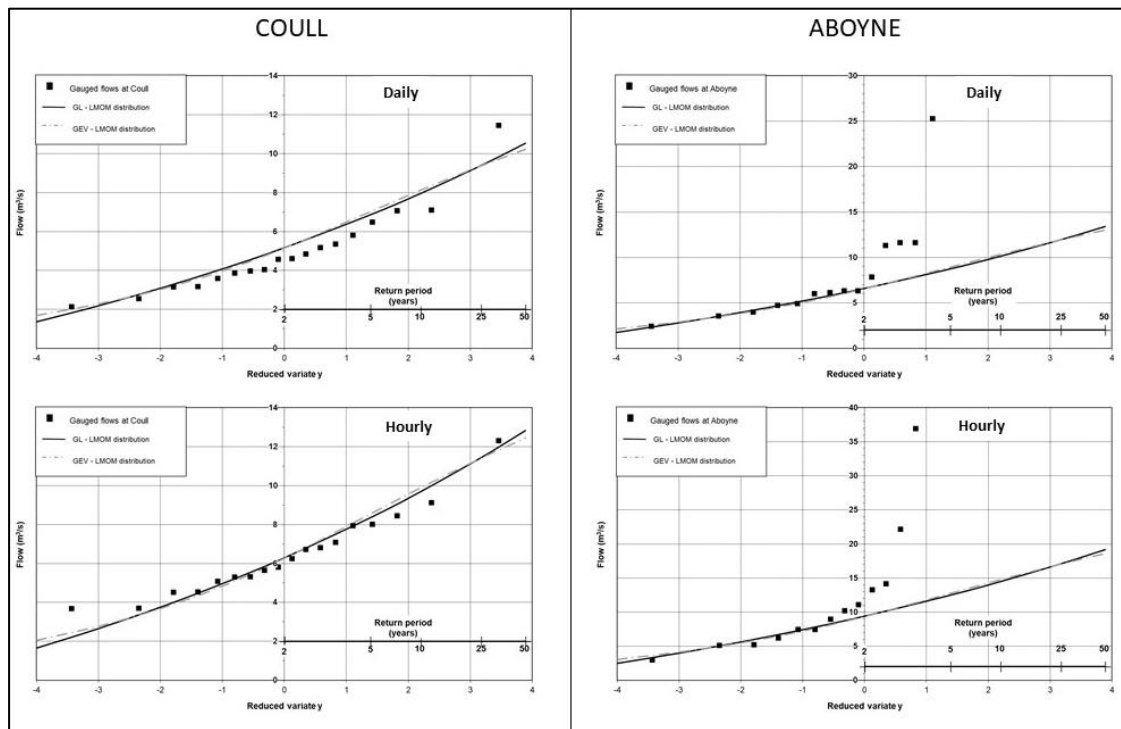 COULL
ABOYNE
Gauged flows at Coull
GL - LMOM distribution
GEV - LMOM distribution
Daily
Flow (m³/s)
14
12
10
8
6
4
2
0
Return period
(years)
2 5 10 25 50
-4 -3 -2 -1 0 1 2 3 4
Reduced variate y
Gauged flows at Aboyne
GL - LMOM distribution
GEV - LMOM distribution
Daily
Flow (m³/s)
30
25
20
15
10
5
0
Return period
(years)
2 5 10 25 50
-4 -3 -2 -1 0 1 2 3 4
Reduced variate y
Gauged flows at Coull
GL - LMOM distribution
GEV - LMOM distribution
Hourly
Flow (m³/s)
14
12
10
8
6
4
2
0
Return period
(years)
2 5 10 25 50
-4 -3 -2 -1 0 1 2 3 4
Reduced variate y
Gauged flows at Aboyne
GL - LMOM distribution
GEV - LMOM distribution
Hourly
Flow (m³/s)
40
35
30
25
20
15
10
5
0
Return period
(years)
2 5 10 25 50
-4 -3 -2 -1 0 1 2 3 4
Reduced variate y